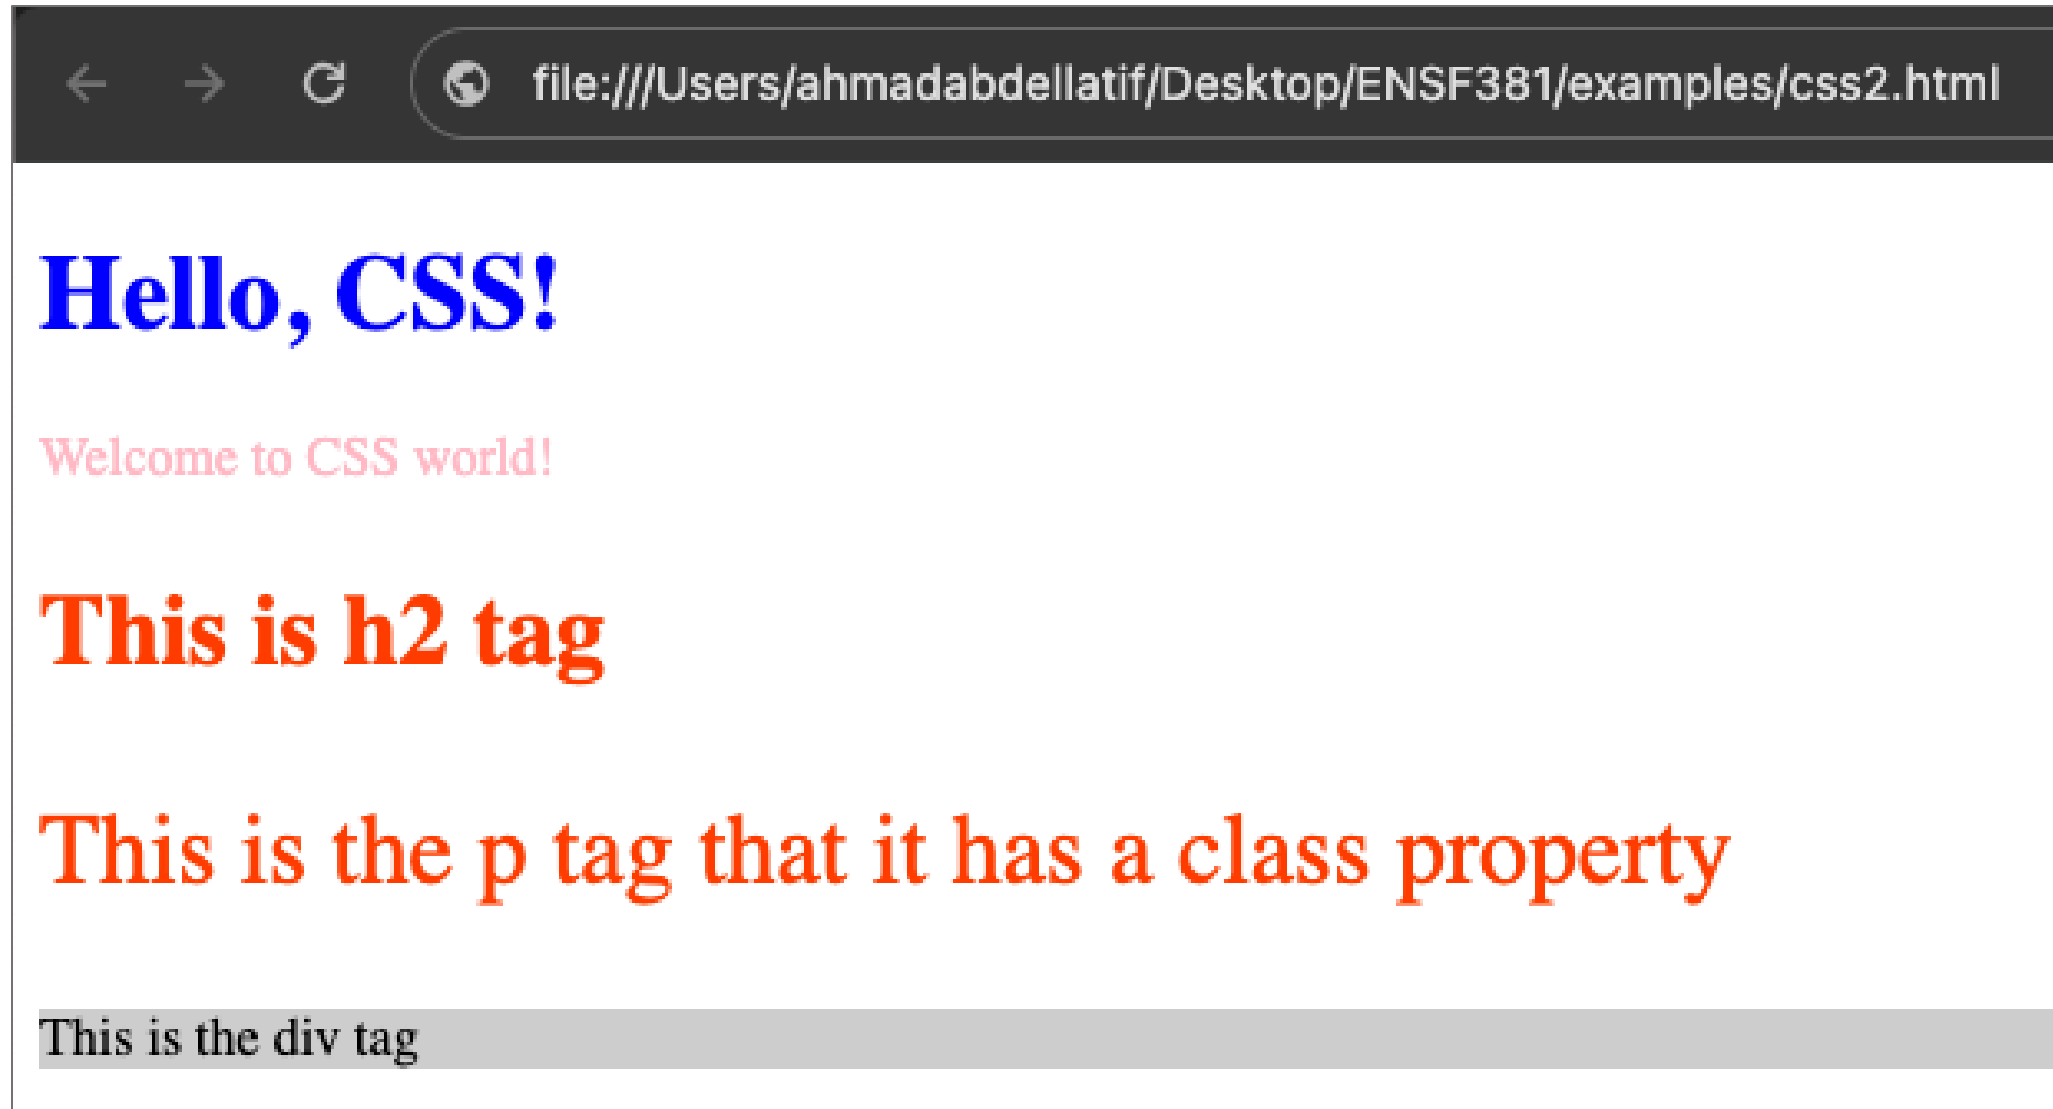 file:///Users/ahmadabdellatif/Desktop/ENSF381/examples/css2.html
Hello, CSS!
Welcome to CSS world!
This is h2 tag
This is the p tag that it has a class property
This is the div tag